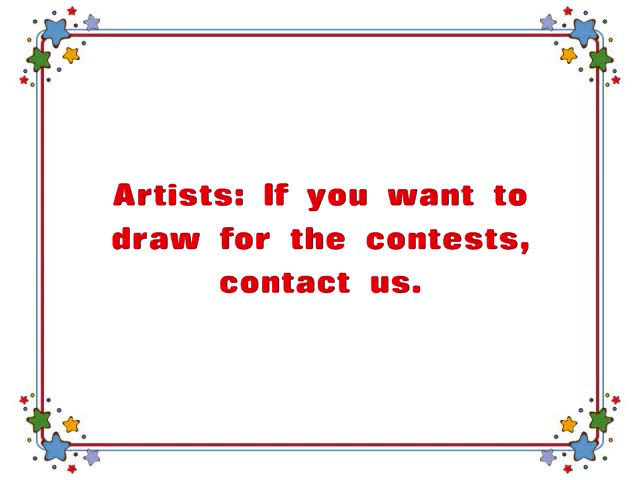 Artists: If you want to
draw for the contests,
contact us.